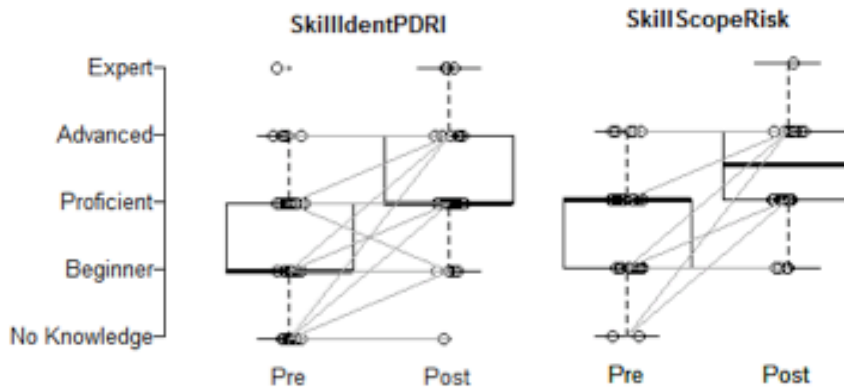 SkillIdentPDRI
SkillScopeRisk
Expert
Advanced
Proficient
Beginner
No Knowledge
Pre
Post
Pre
Post